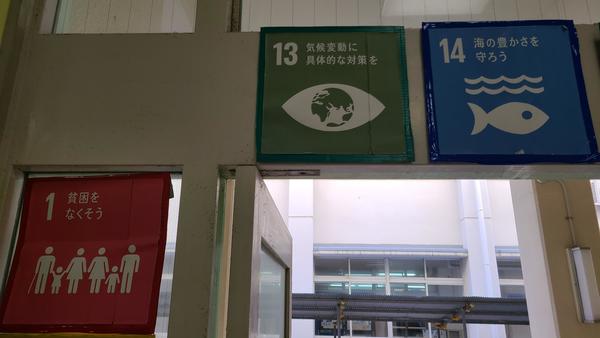 13 気候変動に
具体的な対策を
14 海の豊かさを
守ろう
1 貧困を
なくそう